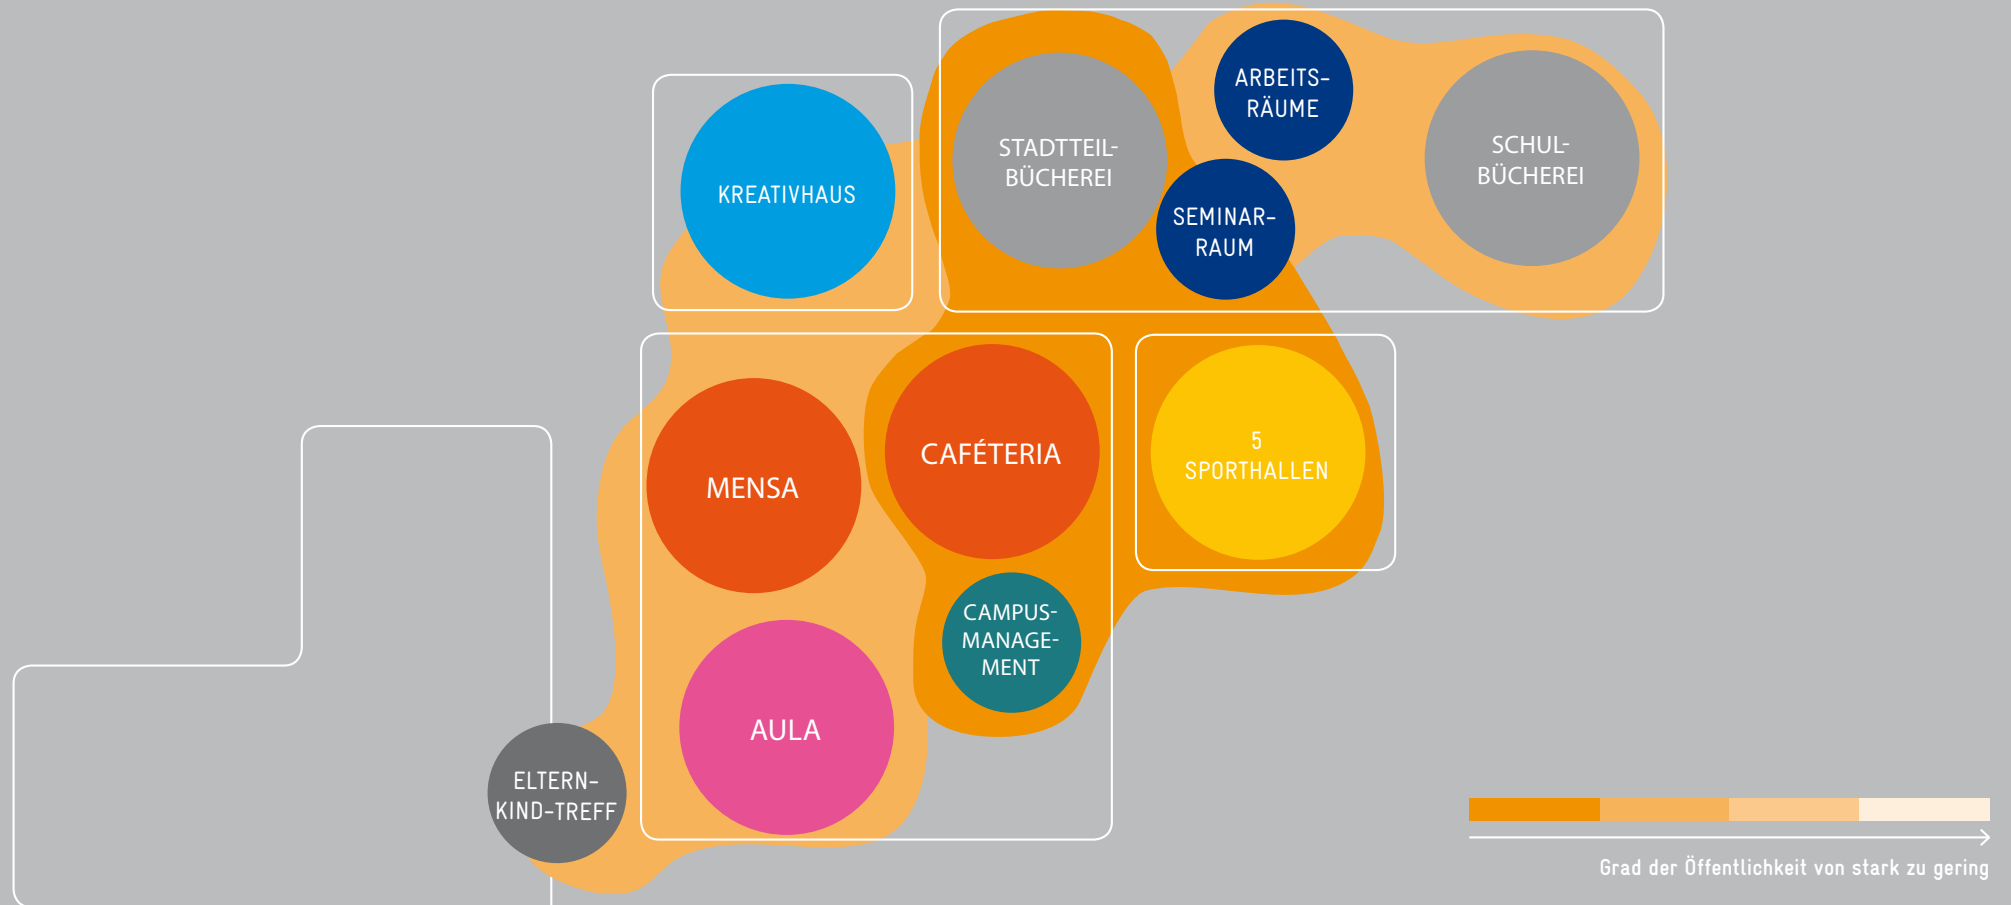 KREATIVHAUS
STADTTEIL-
BÜCHEREI
ARBEITS-
RÄUME
SEMINAR-
RAUM
SCHUL-
BÜCHEREI
MENSA
CAFÉTERIA
5
SPORTHALLEN
CAMPUS-
MANAGE-
MENT
AULA
ELTERN-
KIND-TREFF
Grad der Öffentlichkeit von stark zu gering